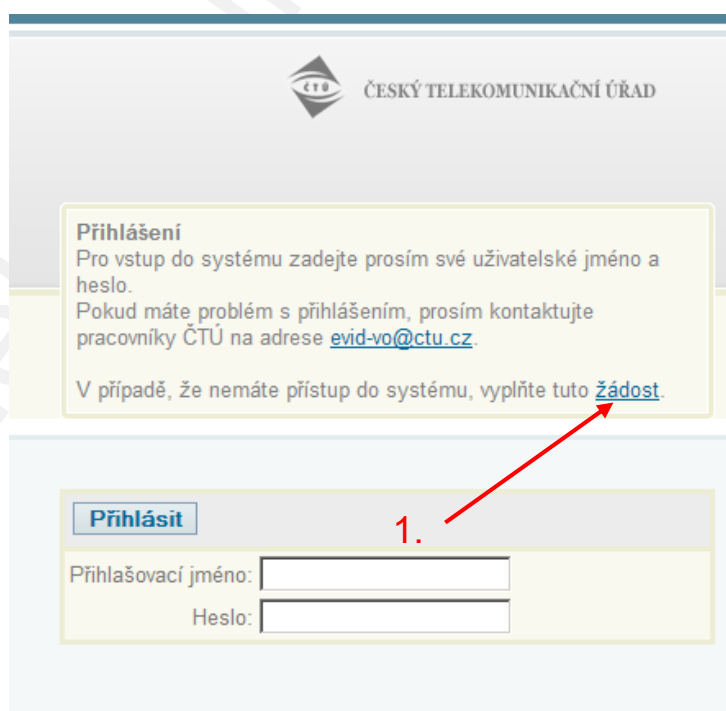 ČTÚ
ČESKÝ TELEKOMUNIKAČNÍ ÚŘAD
Přihlášení
Pro vstup do systému zadejte prosím své uživatelské jméno a
heslo.
Pokud máte problém s přihlášením, prosím kontaktujte
pracovníky ČTÚ na adrese evid-vo@ctu.cz.
V případě, že nemáte přístup do systému, vyplňte tuto žádost.
Přihlásit
1.
Přihlašovací jméno:
Heslo: